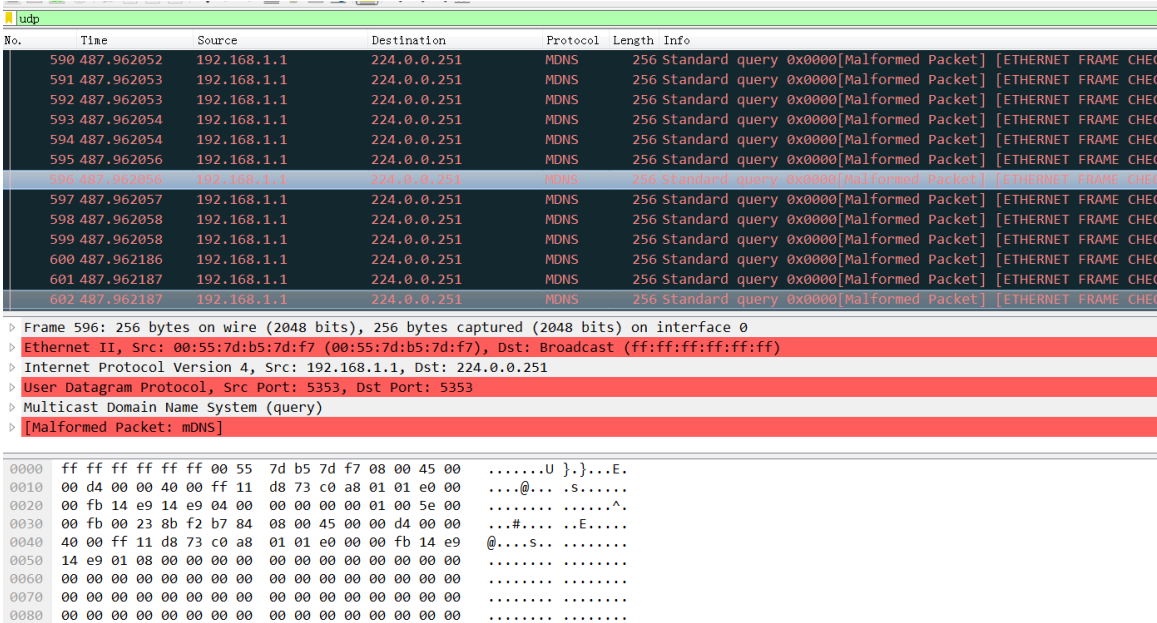 udp
No. Time Source Destination Protocol Length Info
590 487.962052 192.168.1.1 224.0.0.251 MDNS 256 Standard query 0x0000[Malformed Packet] [ETHERNET FRAME CHEC
591 487.962053 192.168.1.1 224.0.0.251 MDNS 256 Standard query 0x0000[Malformed Packet] [ETHERNET FRAME CHEC
592 487.962053 192.168.1.1 224.0.0.251 MDNS 256 Standard query 0x0000[Malformed Packet] [ETHERNET FRAME CHEC
593 487.962054 192.168.1.1 224.0.0.251 MDNS 256 Standard query 0x0000[Malformed Packet] [ETHERNET FRAME CHEC
594 487.962054 192.168.1.1 224.0.0.251 MDNS 256 Standard query 0x0000[Malformed Packet] [ETHERNET FRAME CHEC
595 487.962056 192.168.1.1 224.0.0.251 MDNS 256 Standard query 0x0000[Malformed Packet] [ETHERNET FRAME CHEC
596 487.962056 192.168.1.1 224.0.0.251 MDNS 256 Standard query 0x0000[Malformed Packet] [ETHERNET FRAME CHEC
597 487.962057 192.168.1.1 224.0.0.251 MDNS 256 Standard query 0x0000[Malformed Packet] [ETHERNET FRAME CHEC
598 487.962058 192.168.1.1 224.0.0.251 MDNS 256 Standard query 0x0000[Malformed Packet] [ETHERNET FRAME CHEC
599 487.962058 192.168.1.1 224.0.0.251 MDNS 256 Standard query 0x0000[Malformed Packet] [ETHERNET FRAME CHEC
600 487.962186 192.168.1.1 224.0.0.251 MDNS 256 Standard query 0x0000[Malformed Packet] [ETHERNET FRAME CHEC
601 487.962187 192.168.1.1 224.0.0.251 MDNS 256 Standard query 0x0000[Malformed Packet] [ETHERNET FRAME CHEC
602 487.962187 192.168.1.1 224.0.0.251 MDNS 256 Standard query 0x0000[Malformed Packet] [ETHERNET FRAME CHEC
Frame 596: 256 bytes on wire (2048 bits), 256 bytes captured (2048 bits) on interface 0
Ethernet II, Src: 00:55:7d:b5:7d:f7 (00:55:7d:b5:7d:f7), Dst: Broadcast (ff:ff:ff:ff:ff:ff)
Internet Protocol Version 4, Src: 192.168.1.1, Dst: 224.0.0.251
User Datagram Protocol, Src Port: 5353, Dst Port: 5353
Multicast Domain Name System (query)
[Malformed Packet: mDNS]
0000 ff ff ff ff ff ff 00 55 7d b5 7d f7 08 00 45 00 .......U }.}...E.
0010 00 d4 00 00 40 00 ff 11 d8 73 c0 a8 01 01 e0 00 ....@... .s......
0020 00 fb 14 e9 14 e9 04 00 00 00 00 00 01 00 5e 00 ........ ......^.
0030 00 fb 00 23 8b f2 b7 84 08 00 45 00 00 d4 00 00 ...#.... ..E.....
0040 40 00 ff 11 d8 73 c0 a8 01 01 e0 00 00 fb 14 e9 @....s.. ........
0050 14 e9 01 08 00 00 00 00 00 00 00 00 00 00 00 00 ........ ........
0060 00 00 00 00 00 00 00 00 00 00 00 00 00 00 00 00 ........ ........
0070 00 00 00 00 00 00 00 00 00 00 00 00 00 00 00 00 ........ ........
0080 00 00 00 00 00 00 00 00 00 00 00 00 00 00 00 00 ........ ........